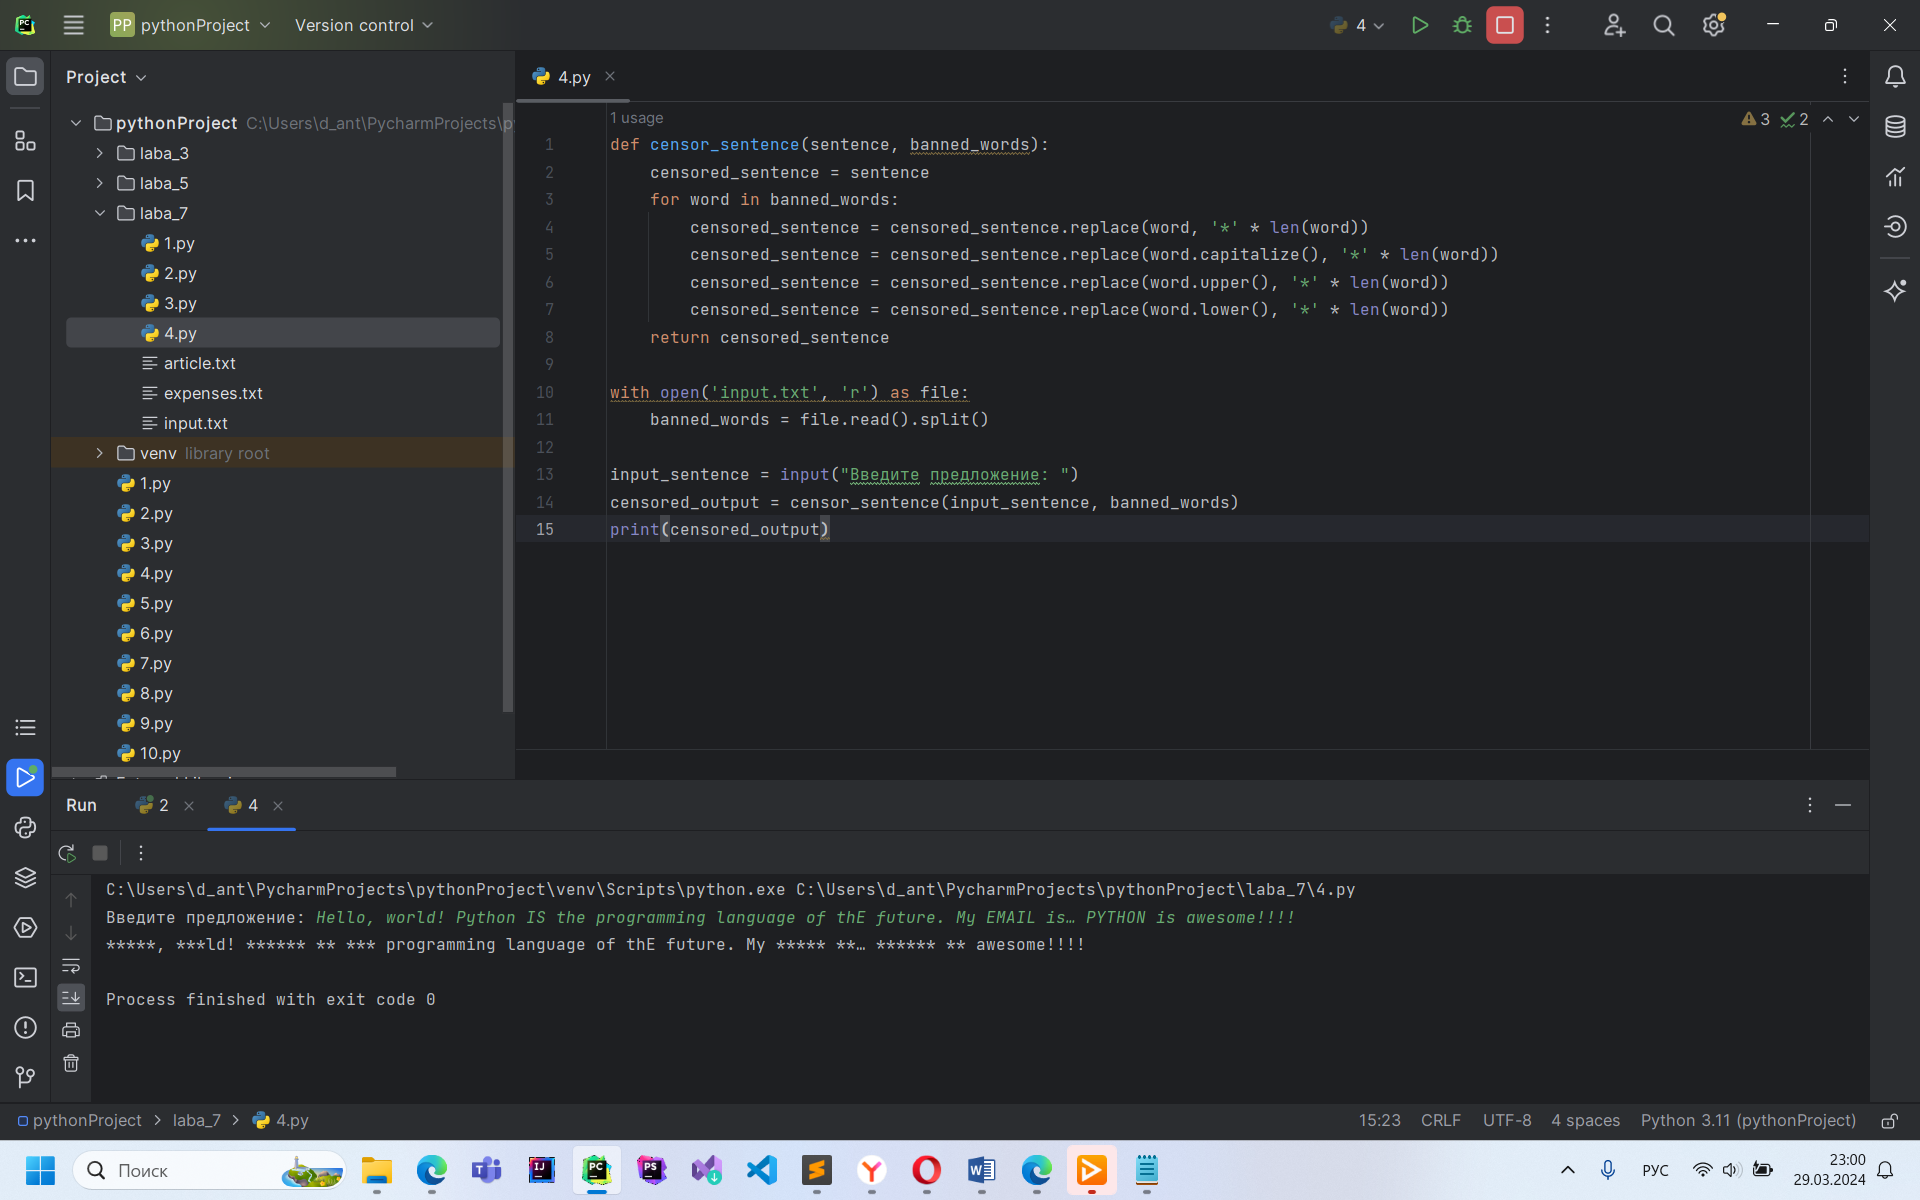 PP pythonProject Version control 4
Project
4.py
pythonProject C:\Users\d_ant\PycharmProjects\p
laba_3
laba_5
laba_7
1.py
2.py
3.py
4.py
article.txt
expenses.txt
input.txt
venv library root
1.py
2.py
3.py
4.py
5.py
6.py
7.py
8.py
9.py
10.py
1 usage
3 2
1 def censor_sentence(sentence, banned_words):
2 censored_sentence = sentence
3 for word in banned_words:
4 censored_sentence = censored_sentence.replace(word, '*' * len(word))
5 censored_sentence = censored_sentence.replace(word.capitalize(), '*' * len(word))
6 censored_sentence = censored_sentence.replace(word.upper(), '*' * len(word))
7 censored_sentence = censored_sentence.replace(word.lower(), '*' * len(word))
8 return censored_sentence
9
10 with open('input.txt', 'r') as file:
11 banned_words = file.read().split()
12
13 input_sentence = input("Введите предложение: ")
14 censored_output = censor_sentence(input_sentence, banned_words)
15 print(censored_output)
Run 2 4
C:\Users\d_ant\PycharmProjects\pythonProject\venv\Scripts\python.exe C:\Users\d_ant\PycharmProjects\pythonProject\laba_7\4.py
Введите предложение: Hello, world! Python IS the programming language of thE future. My EMAIL is… PYTHON is awesome!!!!
*****, ***ld! ****** ** *** programming language of thE future. My ***** **… ****** ** awesome!!!!
Process finished with exit code 0
pythonProject > laba_7 > 4.py
15:23 CRLF UTF-8 4 spaces Python 3.11 (pythonProject)
Поиск
РУС
23:00
29.03.2024